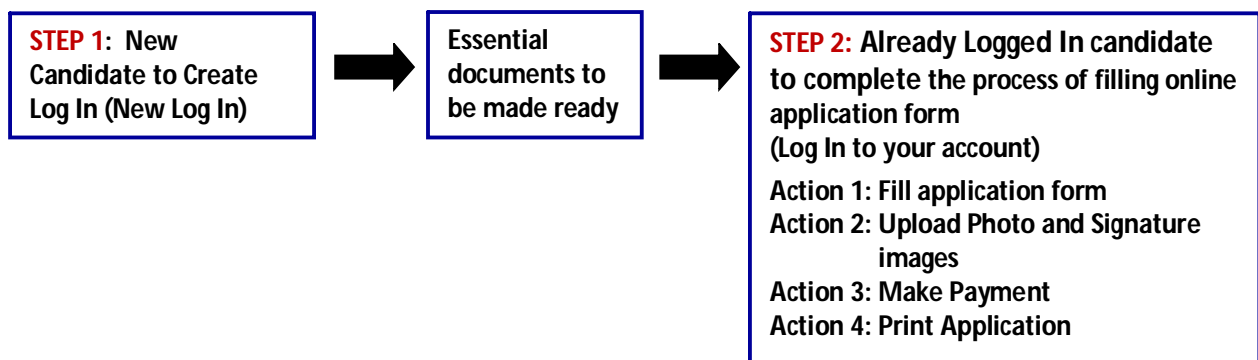 STEP 1: New
Candidate to Create
Log In (New Log In)
Essential
documents to
be made ready
STEP 2: Already Logged In candidate
to complete the process of filling online
application form
(Log In to your account)
Action 1: Fill application form
Action 2: Upload Photo and Signature
images
Action 3: Make Payment
Action 4: Print Application